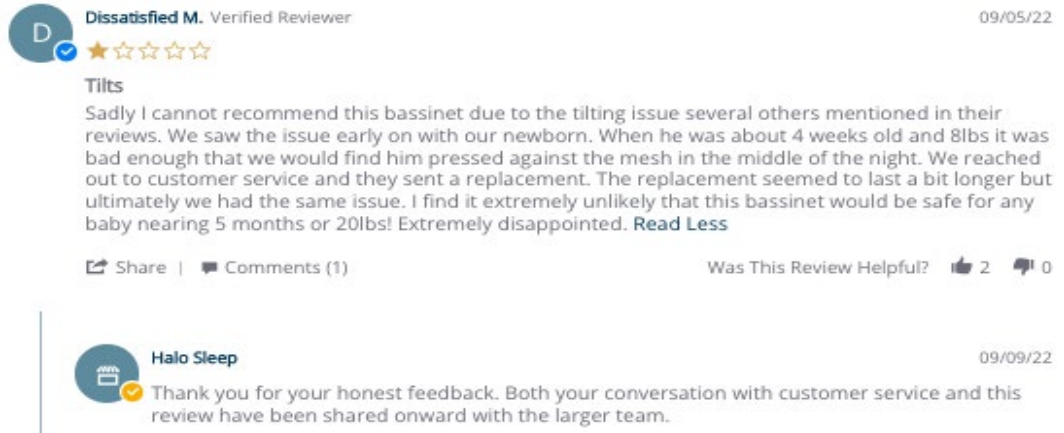 D
Dissatisfied M. Verified Reviewer 09/05/22
Tilts
Sadly I cannot recommend this bassinet due to the tilting issue several others mentioned in their
reviews. We saw the issue early on with our newborn. When he was about 4 weeks old and 8lbs it was
bad enough that we would find him pressed against the mesh in the middle of the night. We reached
out to customer service and they sent a replacement. The replacement seemed to last a bit longer but
ultimately we had the same issue. I find it extremely unlikely that this bassinet would be safe for any
baby nearing 5 months or 20lbs! Extremely disappointed. Read Less
Share | Comments (1) Was This Review Helpful? 2 0
Halo Sleep 09/09/22
Thank you for your honest feedback. Both your conversation with customer service and this
review have been shared onward with the larger team.